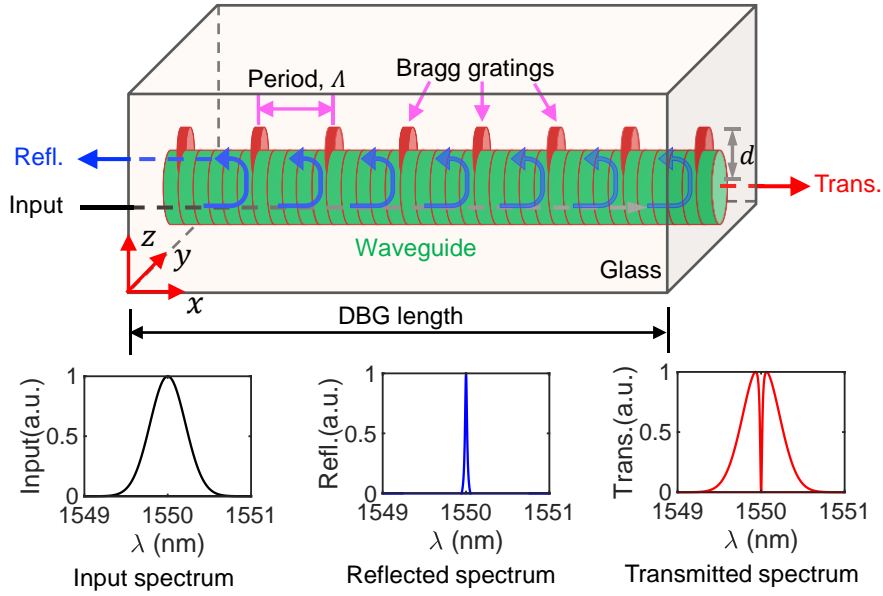 Period, Λ
Bragg gratings
Refl.
Input
d
Trans.
Waveguide
Glass
z
y
x
DBG length
Input(a.u.)
1
0.5
0
1549
1550
1551
λ (nm)
Input spectrum
Refl.(a.u.)
1
0.5
0
1549
1550
1551
λ (nm)
Reflected spectrum
Trans.(a.u.)
1
0.5
0
1549
1550
1551
λ (nm)
Transmitted spectrum